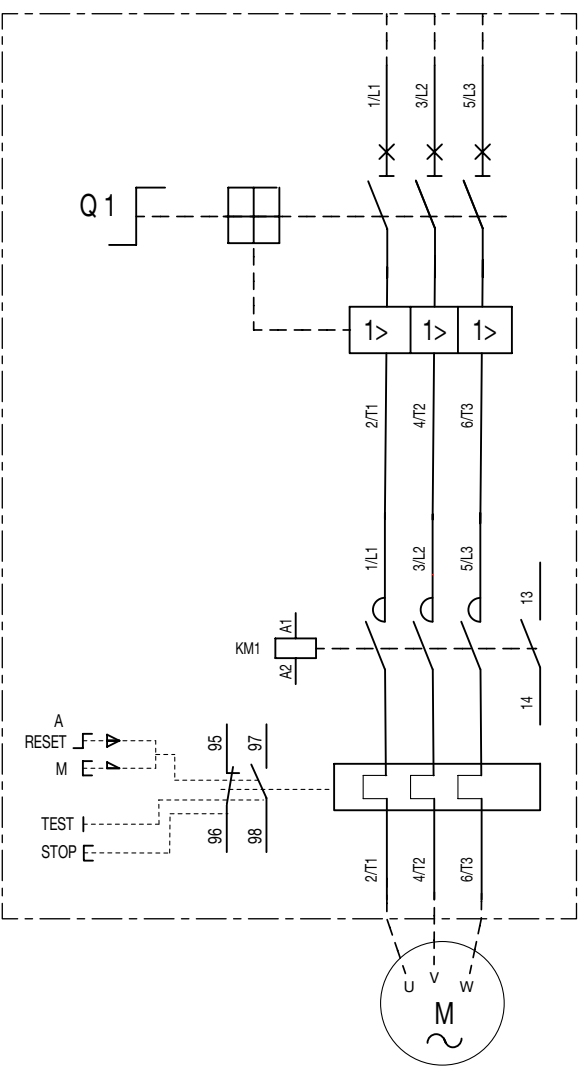 1/L1 3/L2 5/L3
Q1
1> 1> 1>
2/T1 4/T2 6/T3
1/L1 3/L2 5/L3 13
KM1 A1
A2
14
A
RESET 95 97
M
TEST
STOP 96 98
2/T1 4/T2 6/T3
U V W
M